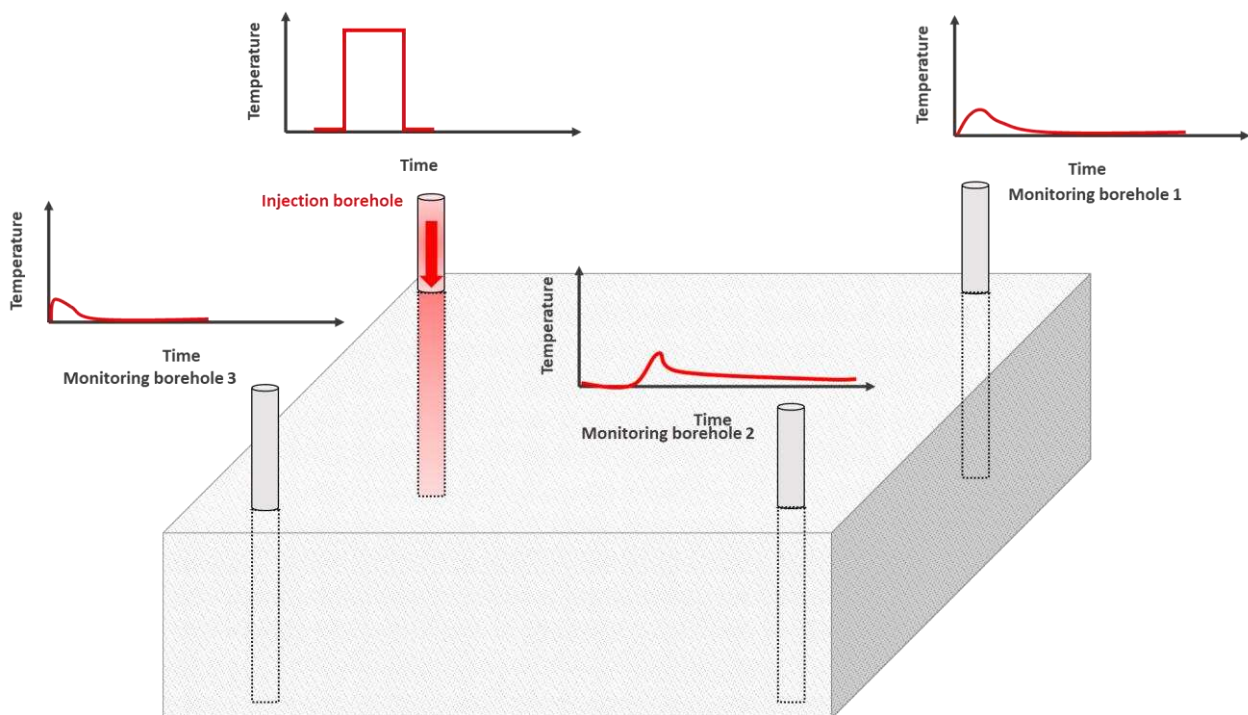 Temperature
Time
Injection borehole
Temperature
Time
Monitoring borehole 1
Temperature
Time
Monitoring borehole 3
Temperature
Time
Monitoring borehole 2